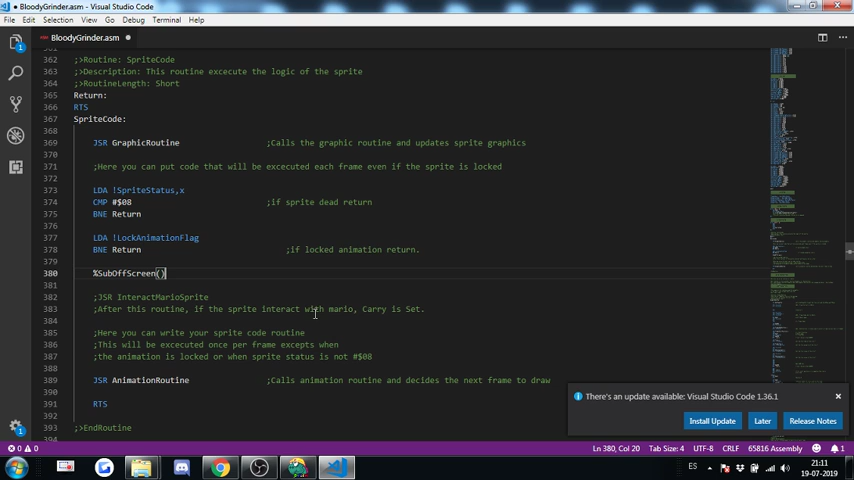 BloodyGrinder.asm - Visual Studio Code
File Edit Selection View Go Debug Terminal Help
BloodyGrinder.asm
361
362 ;>Routine: SpriteCode
363 ;>Description: This routine excecute the logic of the sprite
364 ;>RoutineLength: Short
365 Return:
366 RTS
367 SpriteCode:
368
369 JSR GraphicRoutine ;Calls the graphic routine and updates sprite graphics
370
371 ;Here you can put code that will be excecuted each frame even if the sprite is locked
372
373 LDA !SpriteStatus,x
374 CMP #$08 ;if sprite dead return
375 BNE Return
376
377 LDA !LockAnimationFlag
378 BNE Return ;if locked animation return.
379
380 %SubOffScreen()
381
382 ;JSR InteractMarioSprite
383 ;After this routine, if the sprite interact with mario, Carry is Set.
384
385 ;Here you can write your sprite code routine
386 ;This will be excecuted once per frame excepts when
387 ;the animation is locked or when sprite status is not #$08
388
389 JSR AnimationRoutine ;Calls animation routine and decides the next frame to draw
390
391 RTS
392
393 ;>EndRoutine
394
1
1
There's an update available: Visual Studio Code 1.36.1
Install Update Later Release Notes
0 0 Ln 380, Col 20 Tab Size: 4 UTF-8 CRLF 65816 Assembly 1
ES 21:11
19-07-2019